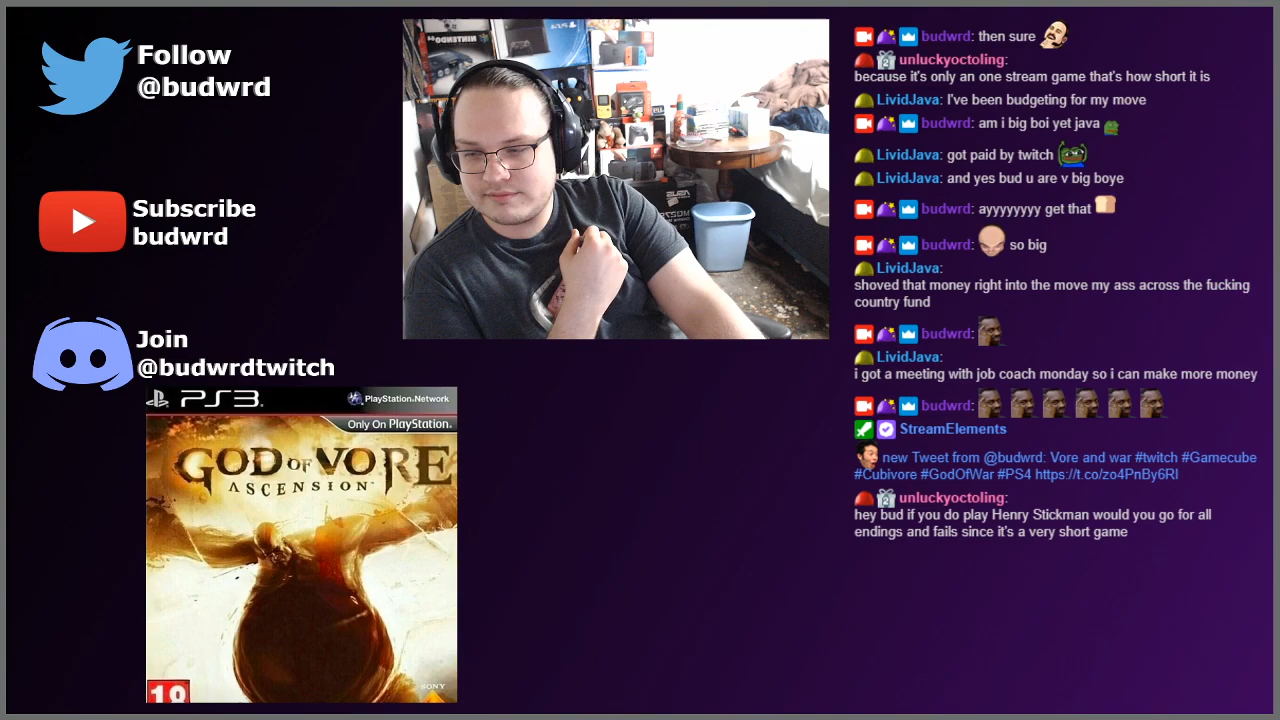 Follow
@budwrd
Subscribe
budwrd
Join
@budwrdtwitch
PS3
PlayStation Network
Only On PlayStation.
GOD OF VORE
ASCENSION
18
SONY
budwrd: then sure
unluckyoctoling:
because it's only an one stream game that's how short it is
LividJava: I've been budgeting for my move
budwrd: am i big boi yet java
LividJava: got paid by twitch
LividJava: and yes bud u are v big boye
budwrd: ayyyyyyy get that
budwrd: so big
LividJava:
shoved that money right into the move my ass across the fucking
country fund
budwrd:
LividJava:
i got a meeting with job coach monday so i can make more money
budwrd:
StreamElements
new Tweet from @budwrd: Vore and war #twitch #Gamecube
#Cubivore #GodOfWar #PS4 https://t.co/zo4PnBy6RI
unluckyoctoling:
hey bud if you do play Henry Stickman would you go for all
endings and fails since it's a very short game